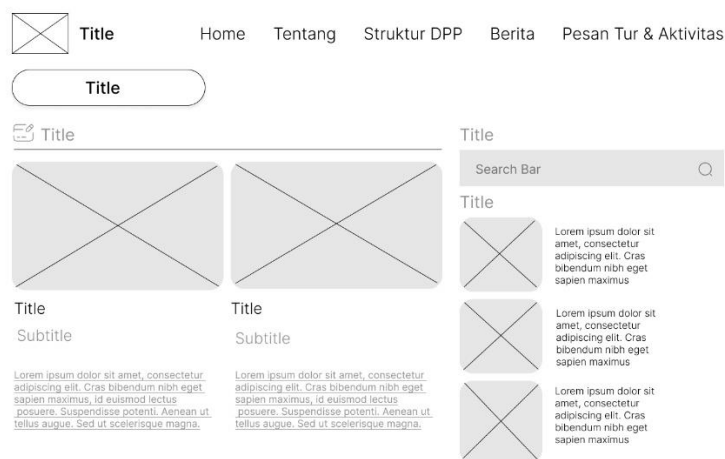 Title
Home
Tentang
Struktur DPP
Berita
Pesan Tur & Aktivitas
Title
Title
Title
Subtitle
Lorem ipsum dolor sit amet, consectetur
adipiscing elit. Cras bibendum nibh eget
sapien maximus, id euismod lectus
posuere. Suspendisse potenti. Aenean ut
tellus augue. Sed ut scelerisque magna.
Title
Subtitle
Lorem ipsum dolor sit amet, consectetur
adipiscing elit. Cras bibendum nibh eget
sapien maximus, id euismod lectus
posuere. Suspendisse potenti. Aenean ut
tellus augue. Sed ut scelerisque magna.
Title
Search Bar
Title
Lorem ipsum dolor sit
amet, consectetur
adipiscing elit. Cras
bibendum nibh eget
sapien maximus
Lorem ipsum dolor sit
amet, consectetur
adipiscing elit. Cras
bibendum nibh eget
sapien maximus
Lorem ipsum dolor sit
amet, consectetur
adipiscing elit. Cras
bibendum nibh eget
sapien maximus